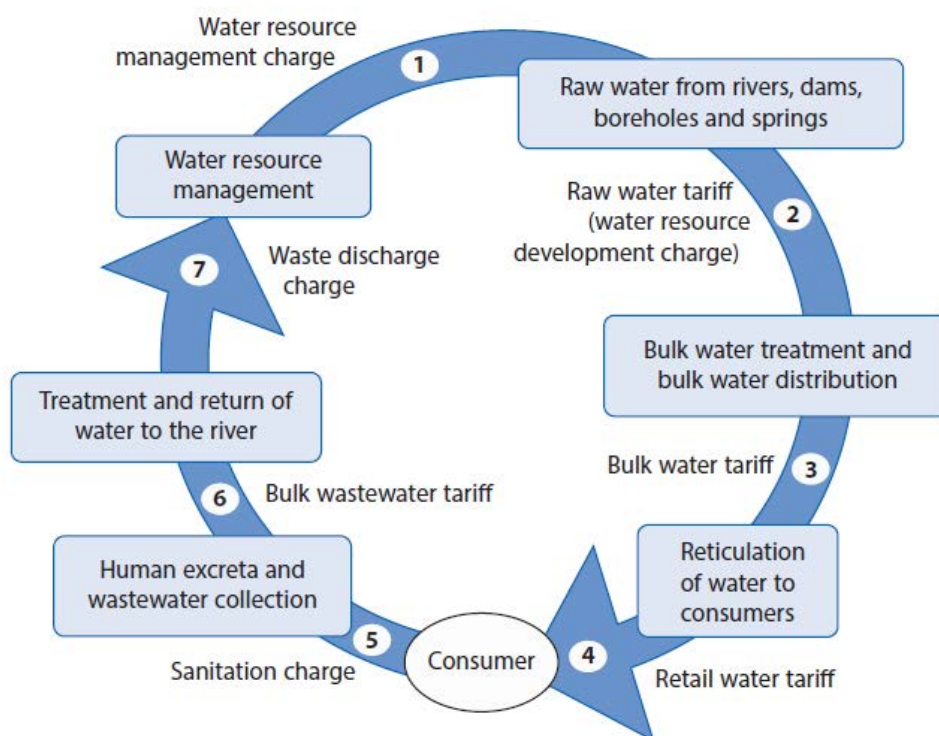 Water resource
management charge
1
Raw water from rivers, dams,
boreholes and springs
Raw water tariff
(water resource
development charge)
2
Bulk water treatment and
bulk water distribution
Bulk water tariff
3
Reticulation
of water to
consumers
4
Retail water tariff
Consumer
5
Sanitation charge
Human excreta and
wastewater collection
6
Bulk wastewater tariff
Treatment and return of
water to the river
7
Waste discharge
charge
Water resource
management